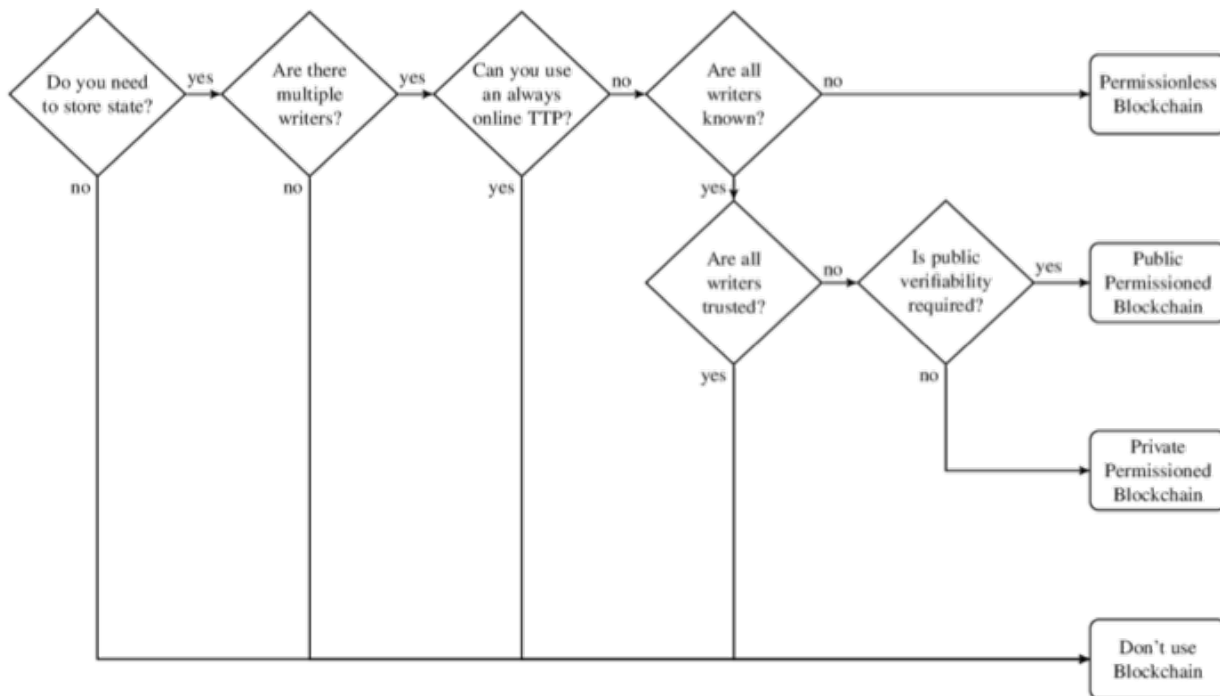 Do you need
to store state?
yes
no
Are there
multiple
writers?
yes
no
Can you use
an always
online TTP?
no
yes
Are all
writers
known?
no
yes
Permissionless
Blockchain
Are all
writers
trusted?
no
yes
Is public
verifiability
required?
yes
no
Public
Permissioned
Blockchain
Private
Permissioned
Blockchain
Don't use
Blockchain